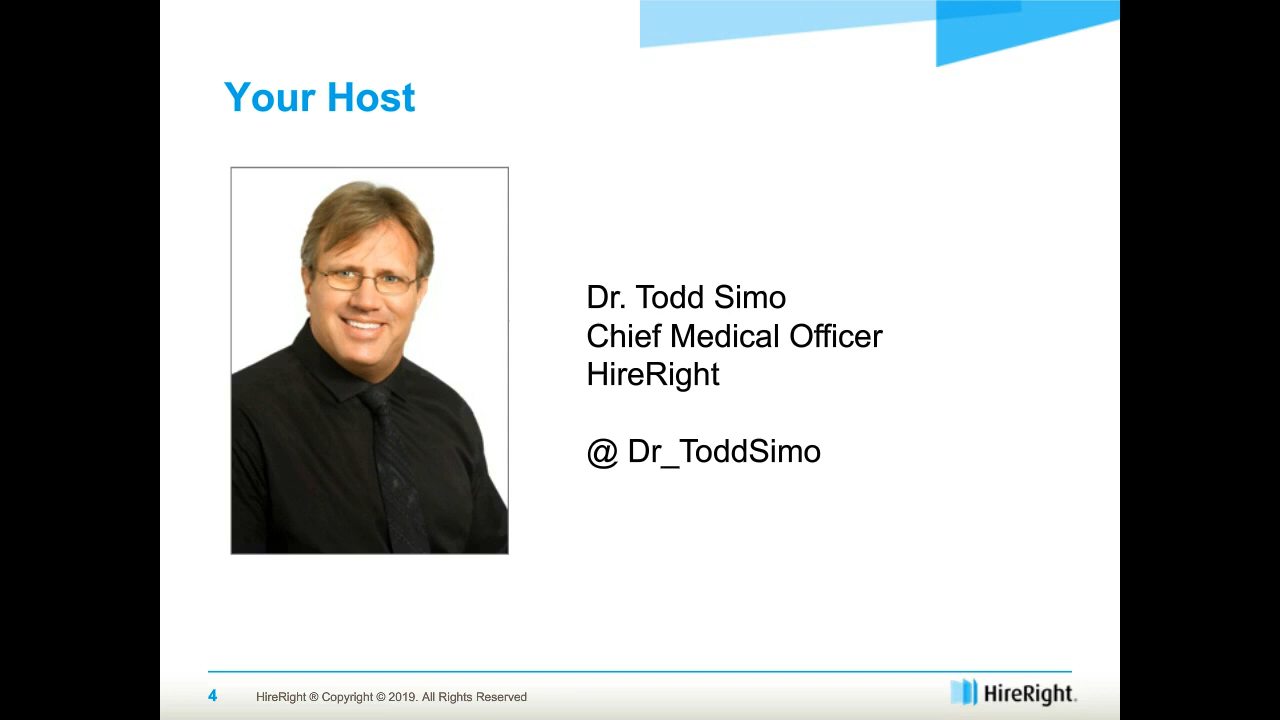 Your Host
Dr. Todd Simo
Chief Medical Officer
HireRight
@ Dr_ToddSimo
4 HireRight ® Copyright © 2019. All Rights Reserved
HireRight.